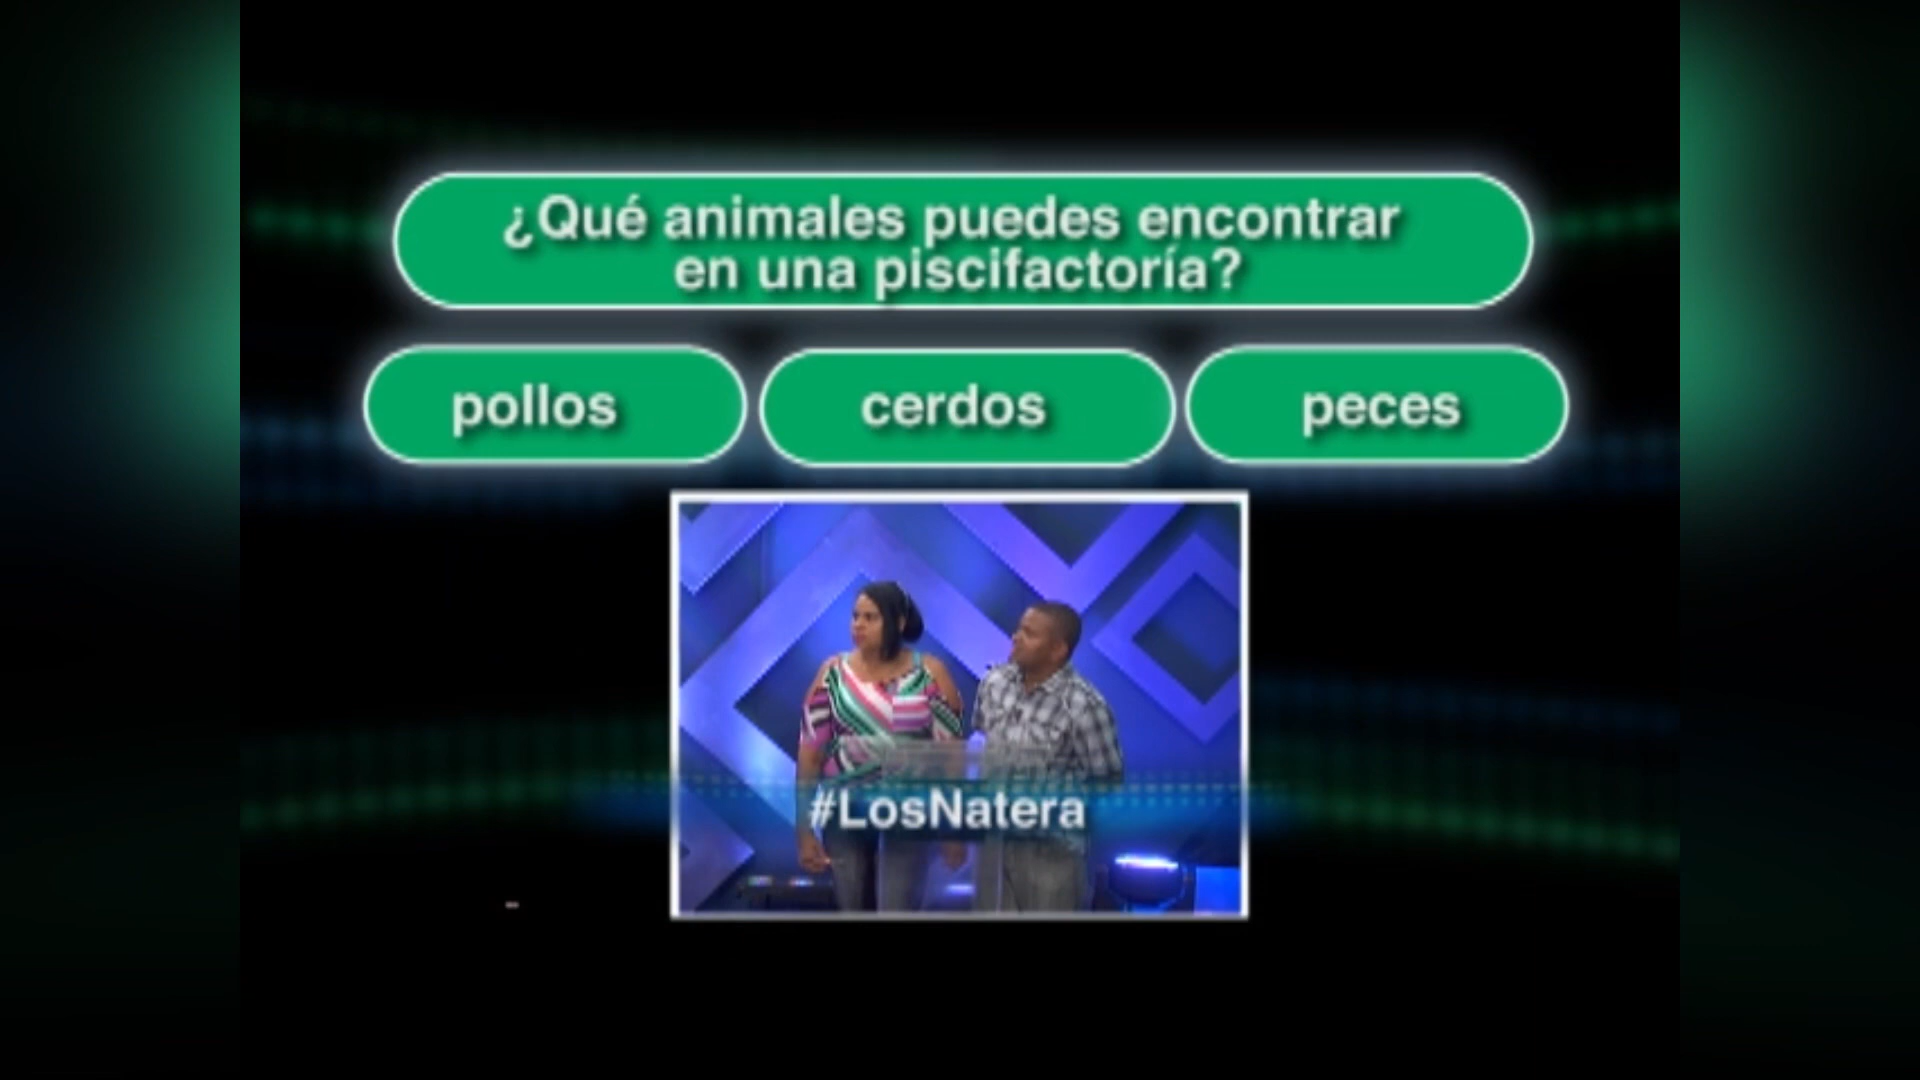 ¿Qué animales puedes encontrar
en una piscifactoría?
pollos
cerdos
peces
#LosNatera